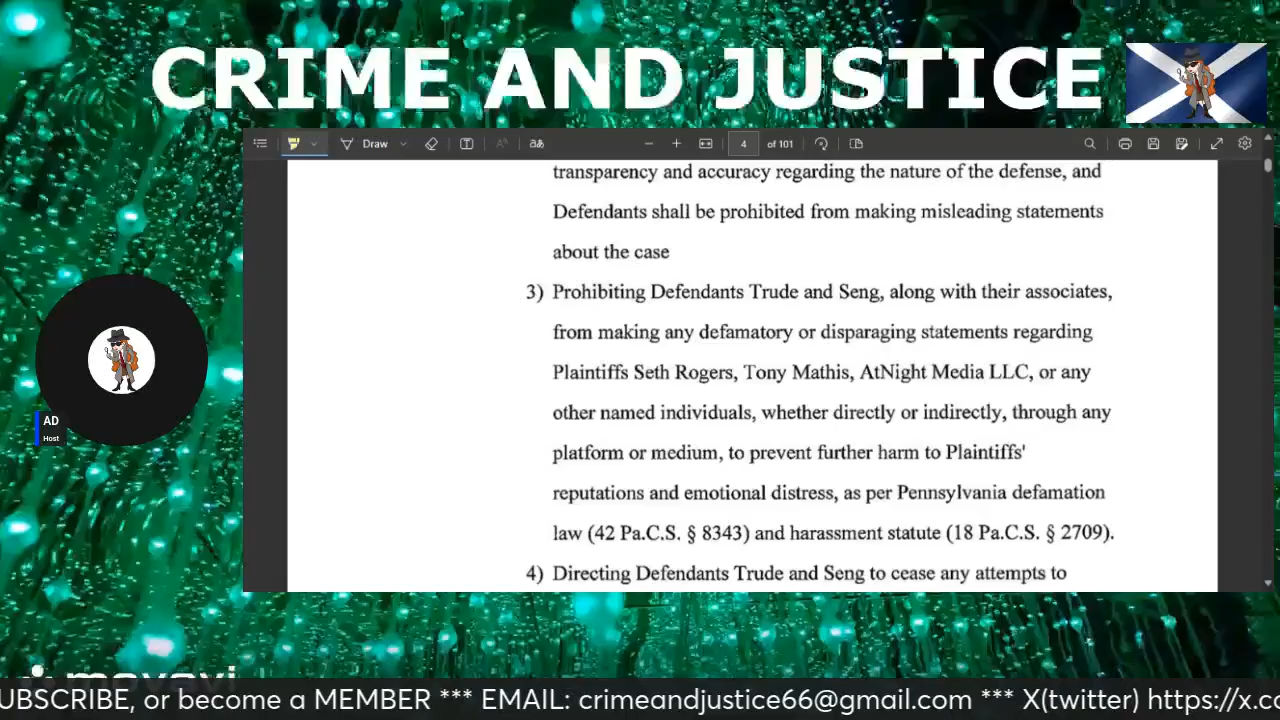 CRIME AND JUSTICE
Draw
4 of 101
transparency and accuracy regarding the nature of the defense, and
Defendants shall be prohibited from making misleading statements
about the case
3) Prohibiting Defendants Trude and Seng, along with their associates,
from making any defamatory or disparaging statements regarding
Plaintiffs Seth Rogers, Tony Mathis, AtNight Media LLC, or any
other named individuals, whether directly or indirectly, through any
platform or medium, to prevent further harm to Plaintiffs'
reputations and emotional distress, as per Pennsylvania defamation
law (42 Pa.C.S. § 8343) and harassment statute (18 Pa.C.S. § 2709).
4) Directing Defendants Trude and Seng to cease any attempts to
AD
Host
movavi
UBSCRIBE, or become a MEMBER *** EMAIL: crimeandjustice66@gmail.com *** X(twitter) https://x.c